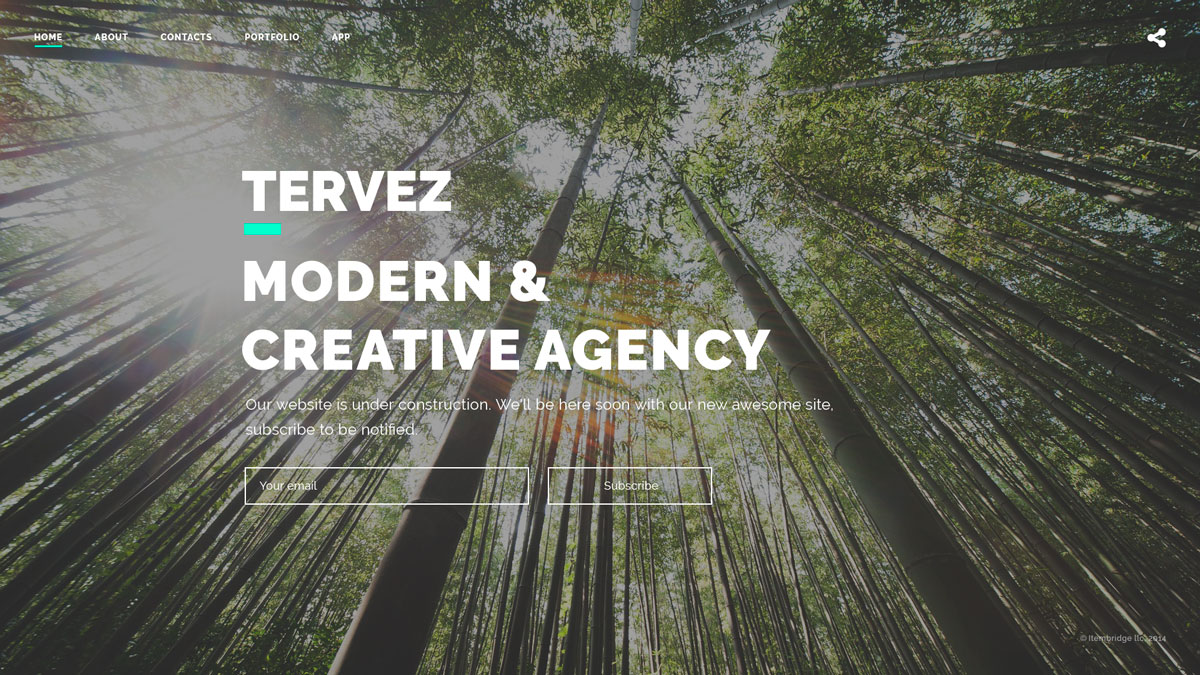 HOME ABOUT CONTACTS PORTFOLIO APP
TERVEZ
MODERN &
CREATIVE AGENCY
Our website is under construction. We'll be here soon with our new awesome site,
subscribe to be notified.
Your email Subscribe
© Itembridge llc. 2014